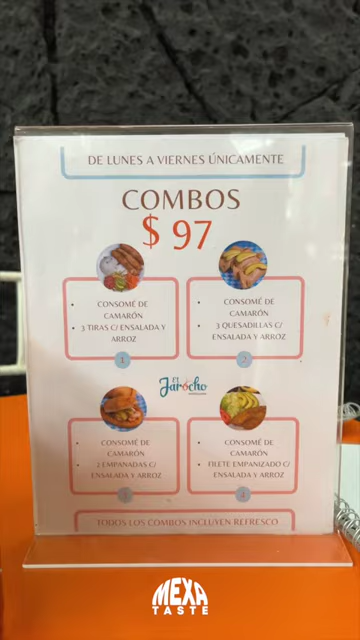 DE LUNES A VIERNES ÚNICAMENTE
COMBOS
$ 97
• CONSOMÉ DE
CAMARÓN
• 3 TIRAS C/ ENSALADA Y
ARROZ
1
• CONSOMÉ DE
CAMARÓN
• 3 QUESADILLAS C/
ENSALADA Y ARROZ
2
El
Jarocho
• CONSOMÉ DE
CAMARÓN
• 2 EMPANADAS C/
ENSALADA Y ARROZ
3
• CONSOMÉ DE
CAMARÓN
• FILETE EMPANIZADO C/
ENSALADA Y ARROZ
4
TODOS LOS COMBOS INCLUYEN REFRESCO
MEXA
TASTE